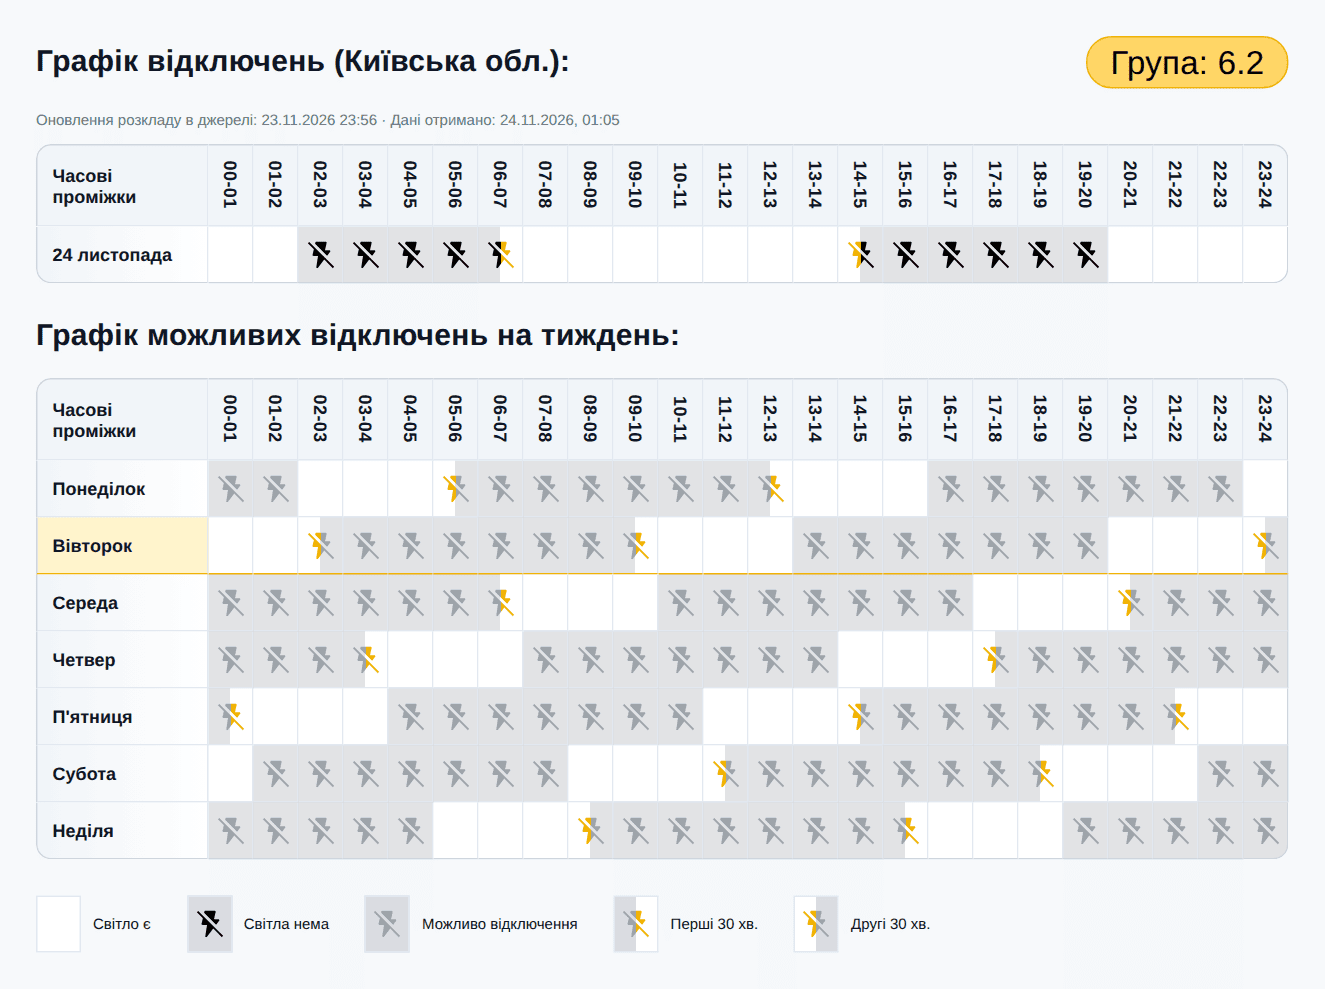 Графік відключень (Київська обл.):
Група: 6.2
Оновлення розкладу в джерелі: 23.11.2026 23:56 · Дані отримано: 24.11.2026, 01:05
Часові
проміжки
00-01 01-02 02-03 03-04 04-05 05-06 06-07 07-08 08-09 09-10 10-11 11-12 12-13 13-14 14-15 15-16 16-17 17-18 18-19 19-20 20-21 21-22 22-23 23-24
24 листопада
Графік можливих відключень на тиждень:
Часові
проміжки
00-01 01-02 02-03 03-04 04-05 05-06 06-07 07-08 08-09 09-10 10-11 11-12 12-13 13-14 14-15 15-16 16-17 17-18 18-19 19-20 20-21 21-22 22-23 23-24
Понеділок
Вівторок
Середа
Четвер
П'ятниця
Субота
Неділя
Світло є
Світла нема
Можливо відключення
Перші 30 хв.
Другі 30 хв.